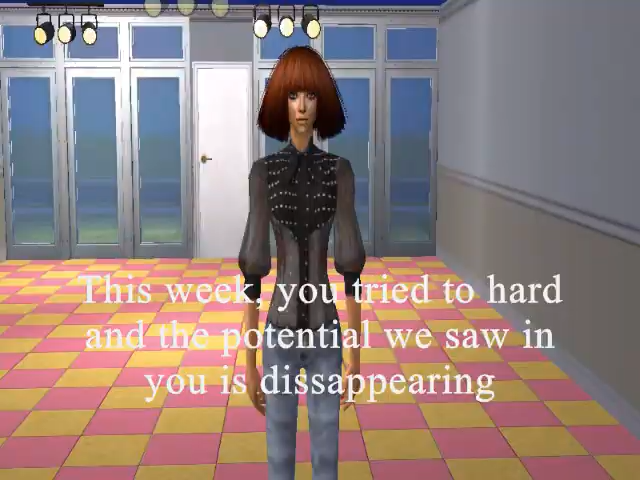 This week, you tried to hard
and the potential we saw in
you is dissappearing